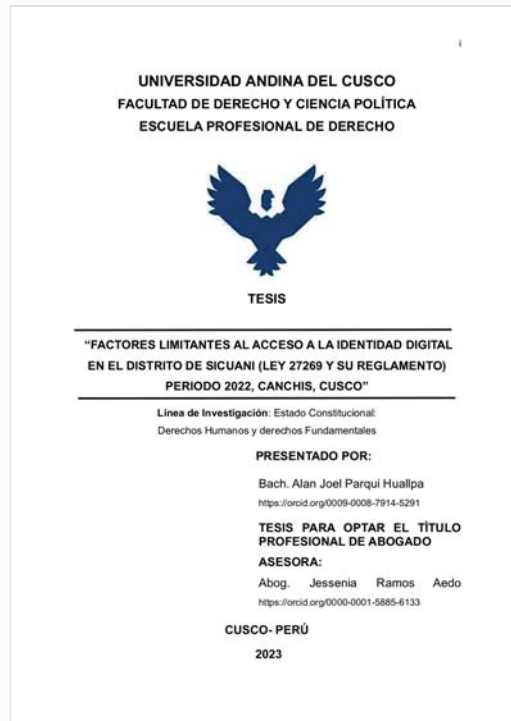 i
UNIVERSIDAD ANDINA DEL CUSCO
FACULTAD DE DERECHO Y CIENCIA POLÍTICA
ESCUELA PROFESIONAL DE DERECHO
TESIS
“FACTORES LIMITANTES AL ACCESO A LA IDENTIDAD DIGITAL
EN EL DISTRITO DE SICUANI (LEY 27269 Y SU REGLAMENTO)
PERIODO 2022, CANCHIS, CUSCO”
Línea de Investigación: Estado Constitucional:
Derechos Humanos y derechos Fundamentales
PRESENTADO POR:
Bach. Alan Joel Parqui Huallpa
https://orcid.org/0009-0008-7914-5291
TESIS PARA OPTAR EL TÌTULO
PROFESIONAL DE ABOGADO
ASESORA:
Abog. Jessenia Ramos Aedo
https://orcid.org/0000-0001-5885-6133
CUSCO- PERÚ
2023